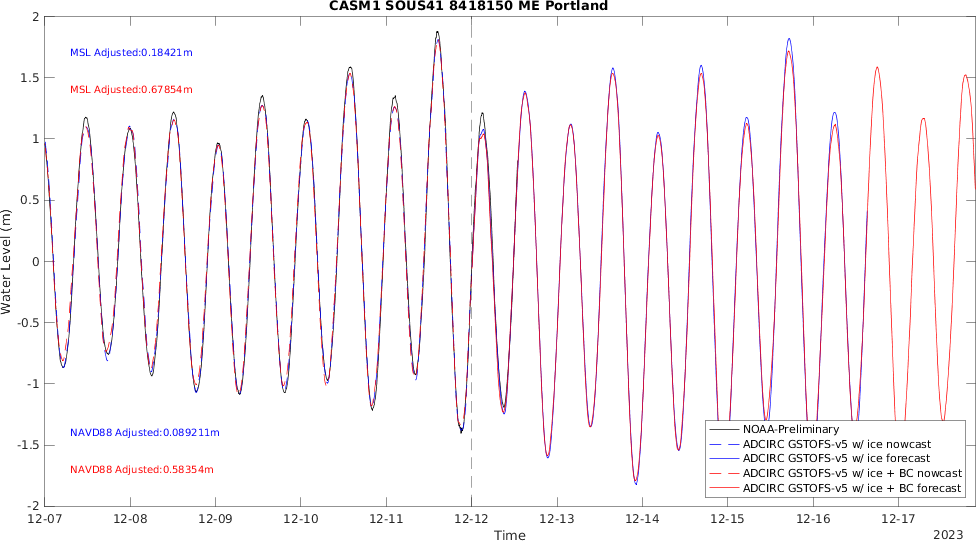 CASM1 SOUS41 8418150 ME Portland
2
1.5
1
0.5
0
-0.5
-1
-1.5
-2
Water Level (m)
MSL Adjusted:0.18421m
MSL Adjusted:0.67854m
NAVD88 Adjusted:0.089211m
NAVD88 Adjusted:0.58354m
NOAA-Preliminary
ADCIRC GSTOFS-v5 w/ ice nowcast
ADCIRC GSTOFS-v5 w/ ice forecast
ADCIRC GSTOFS-v5 w/ ice + BC nowcast
ADCIRC GSTOFS-v5 w/ ice + BC forecast
12-07 12-08 12-09 12-10 12-11 12-12 12-13 12-14 12-15 12-16 12-17
Time
2023